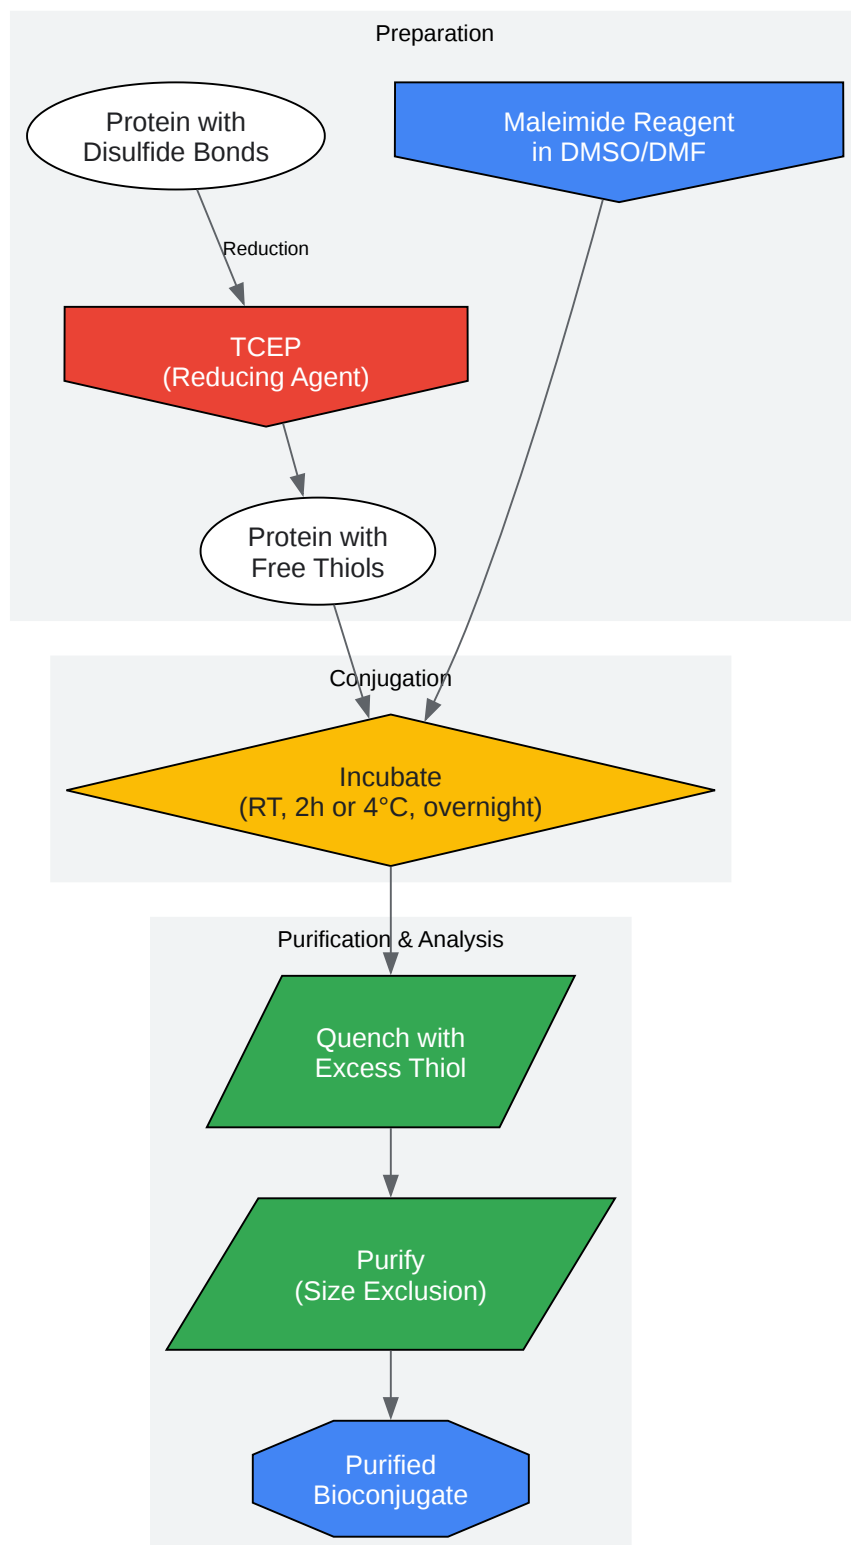 Preparation
Protein with
Disulfide Bonds
Maleimide Reagent
in DMSO/DMF
Reduction
TCEP
(Reducing Agent)
Protein with
Free Thiols
Conjugation
Incubate
(RT, 2h or 4°C, overnight)
Purification & Analysis
Quench with
Excess Thiol
Purify
(Size Exclusion)
Purified
Bioconjugate